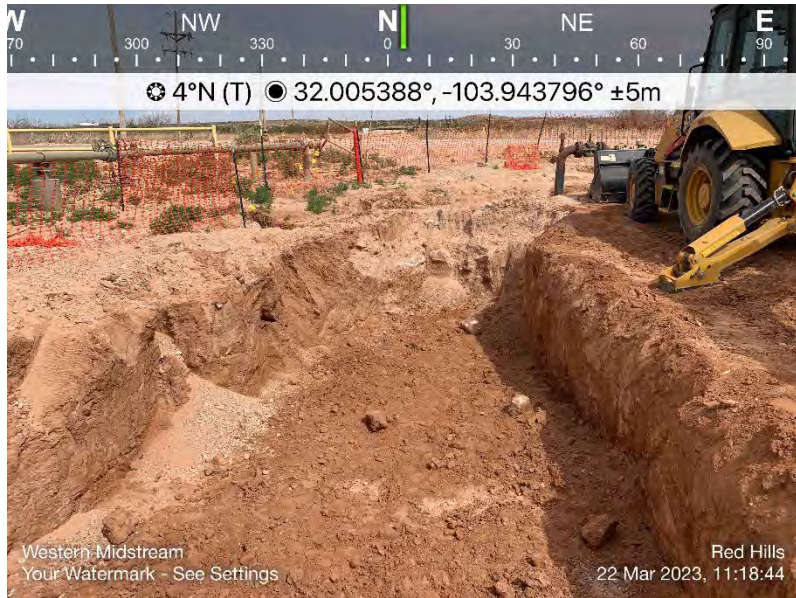 W NW N NE E
70 300 330 0 30 60 90
4°N (T) 32.005388°, -103.943796° ±5m
Western Midstream
Your Watermark - See Settings
Red Hills
22 Mar 2023, 11:18:44